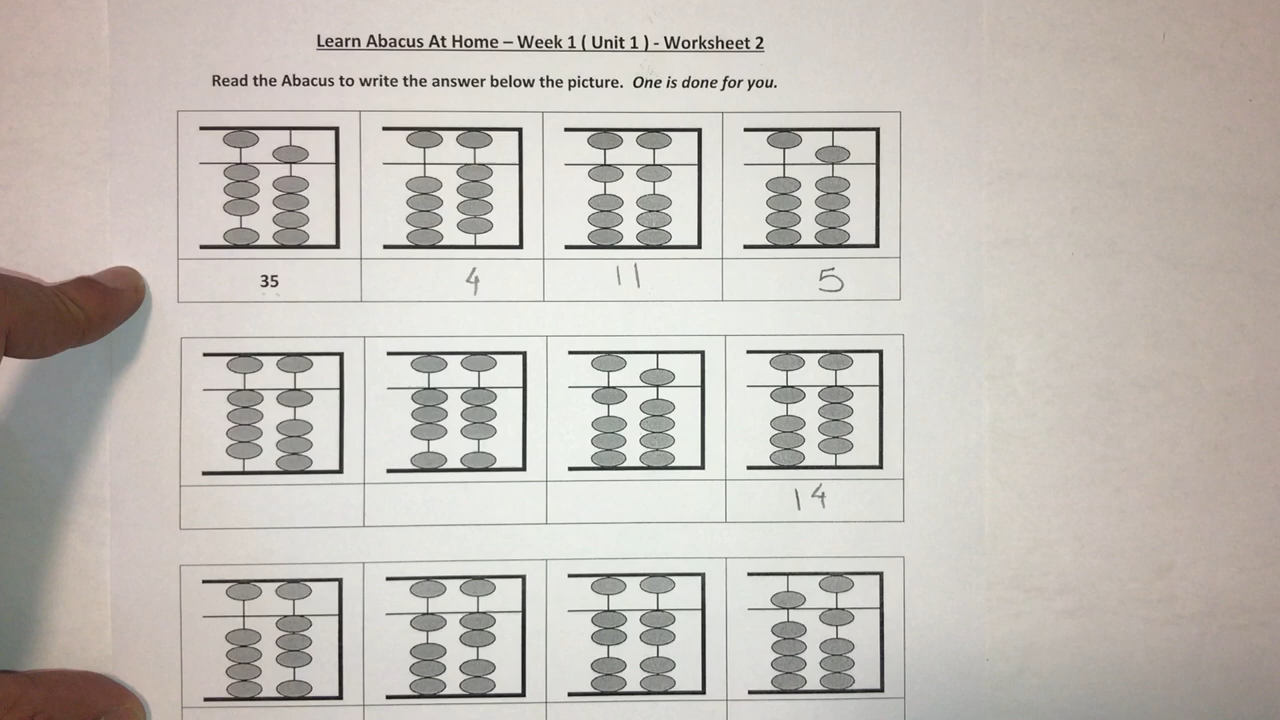 Learn Abacus At Home – Week 1 ( Unit 1 ) - Worksheet 2
Read the Abacus to write the answer below the picture. One is done for you.
35 4 11 5
14